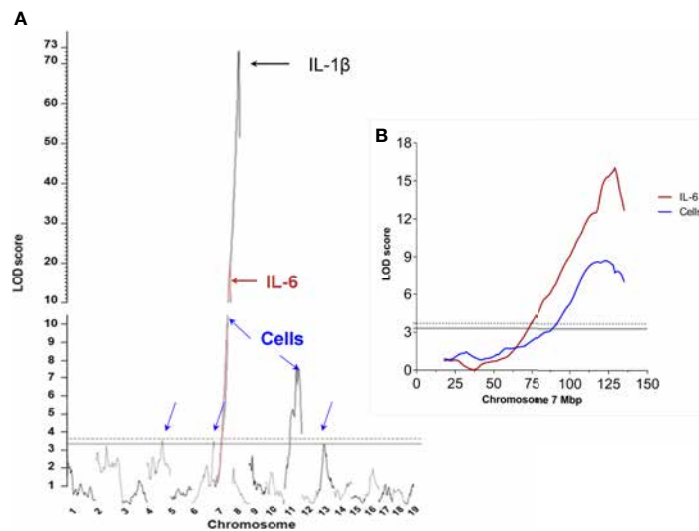 A
LOD score
73
70
60
50
40
30
20
10
IL-1β
IL-6
10
9
8
7
6
5
4
3
2
1
Cells
1 2 3 4 5 6 7 8 9 10 11 12 13 14 15 16 17 18 19
Chromosome
B
LOD score
18
15
12
9
6
3
0
0 25 50 75 100 125 150
Chromosome 7 Mbp
IL-6
Cells